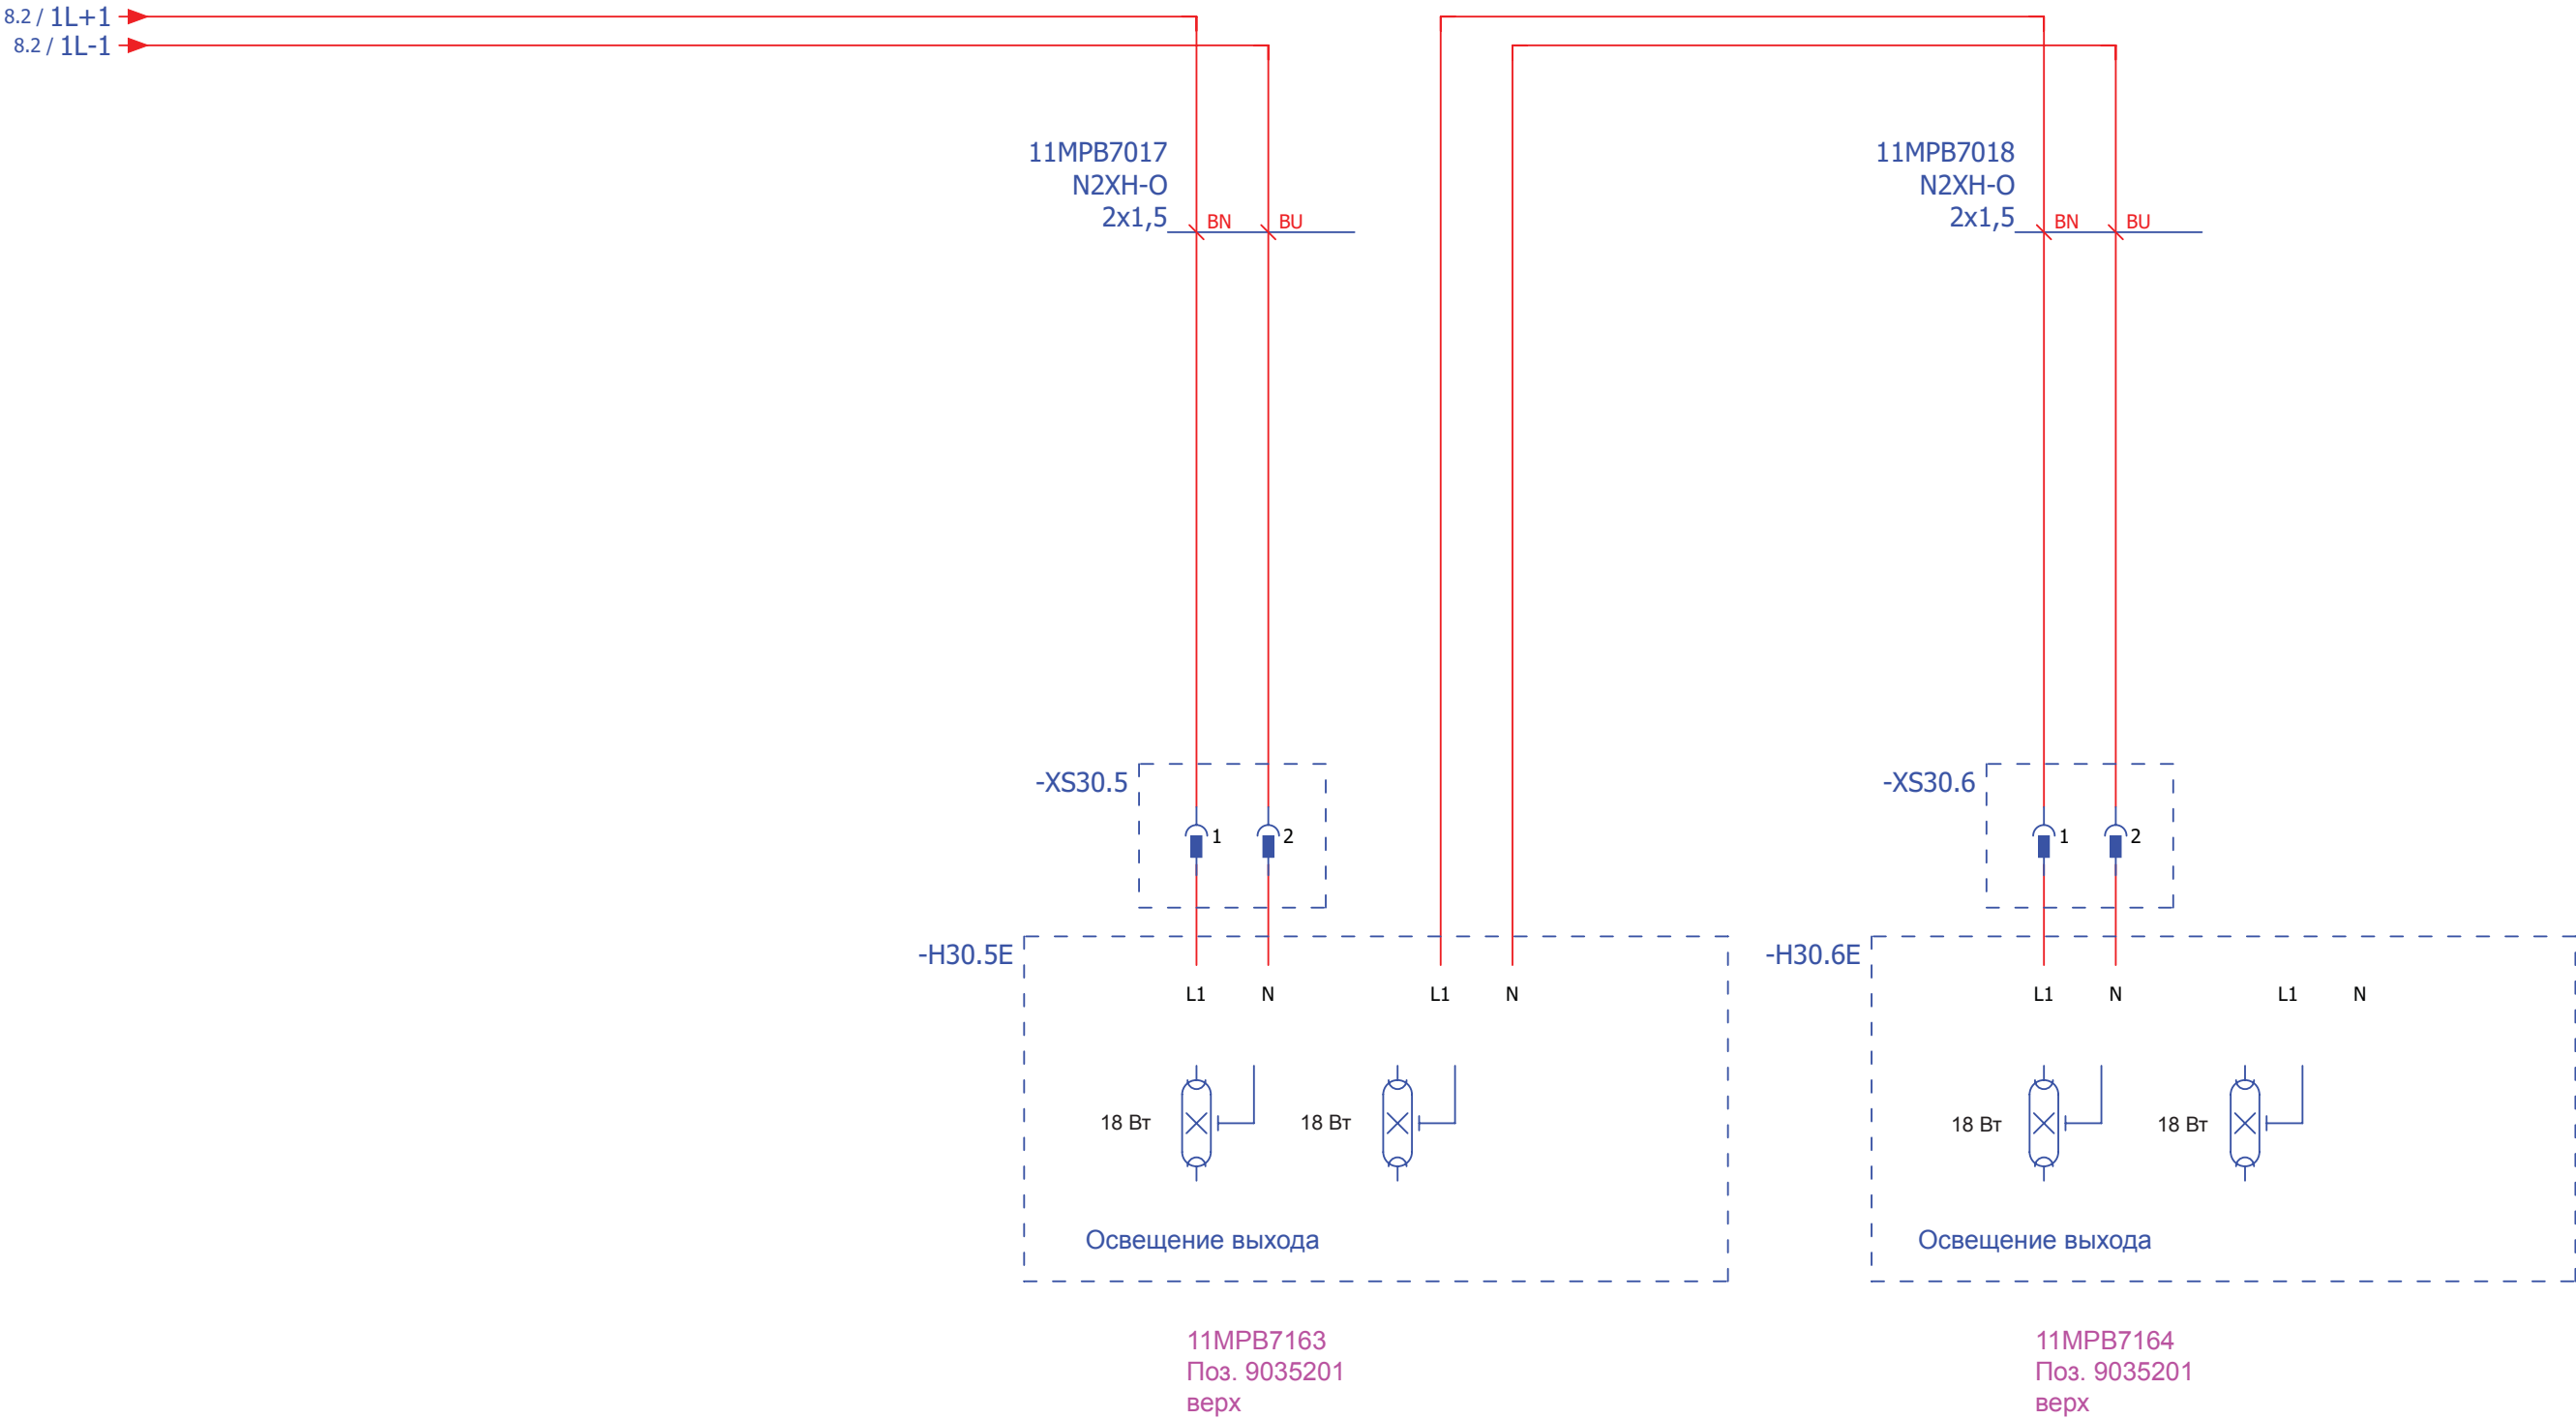 8.2 / 1L+1
8.2 / 1L-1
11MPB7017
N2XH-O
2x1,5
BN
BU
11MPB7018
N2XH-O
2x1,5
BN
BU
-XS30.5
1
2
-XS30.6
1
2
-H30.5E
L1
N
L1
N
18 Вт
18 Вт
Освещение выхода
-H30.6E
L1
N
L1
N
18 Вт
18 Вт
Освещение выхода
11MPB7163
Поз. 9035201
верх
11MPB7164
Поз. 9035201
верх